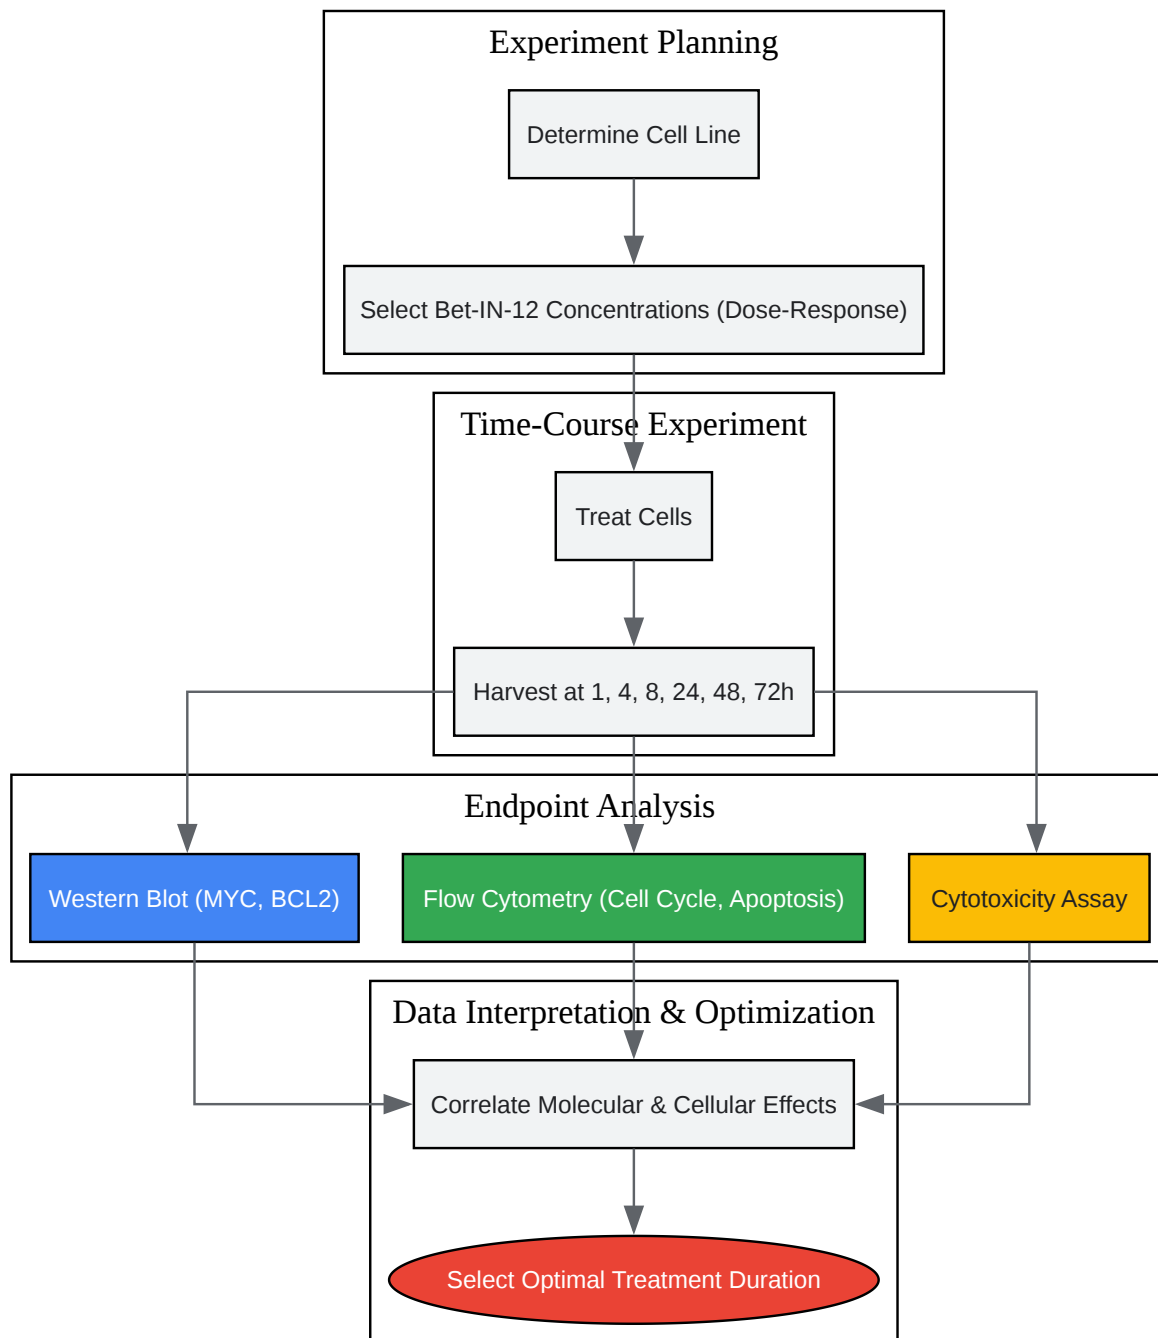 Experiment Planning
Determine Cell Line
Select Bet-IN-12 Concentrations (Dose-Response)
Time-Course Experiment
Treat Cells
Harvest at 1, 4, 8, 24, 48, 72h
Endpoint Analysis
Western Blot (MYC, BCL2)
Flow Cytometry (Cell Cycle, Apoptosis)
Cytotoxicity Assay
Data Interpretation & Optimization
Correlate Molecular & Cellular Effects
Select Optimal Treatment Duration